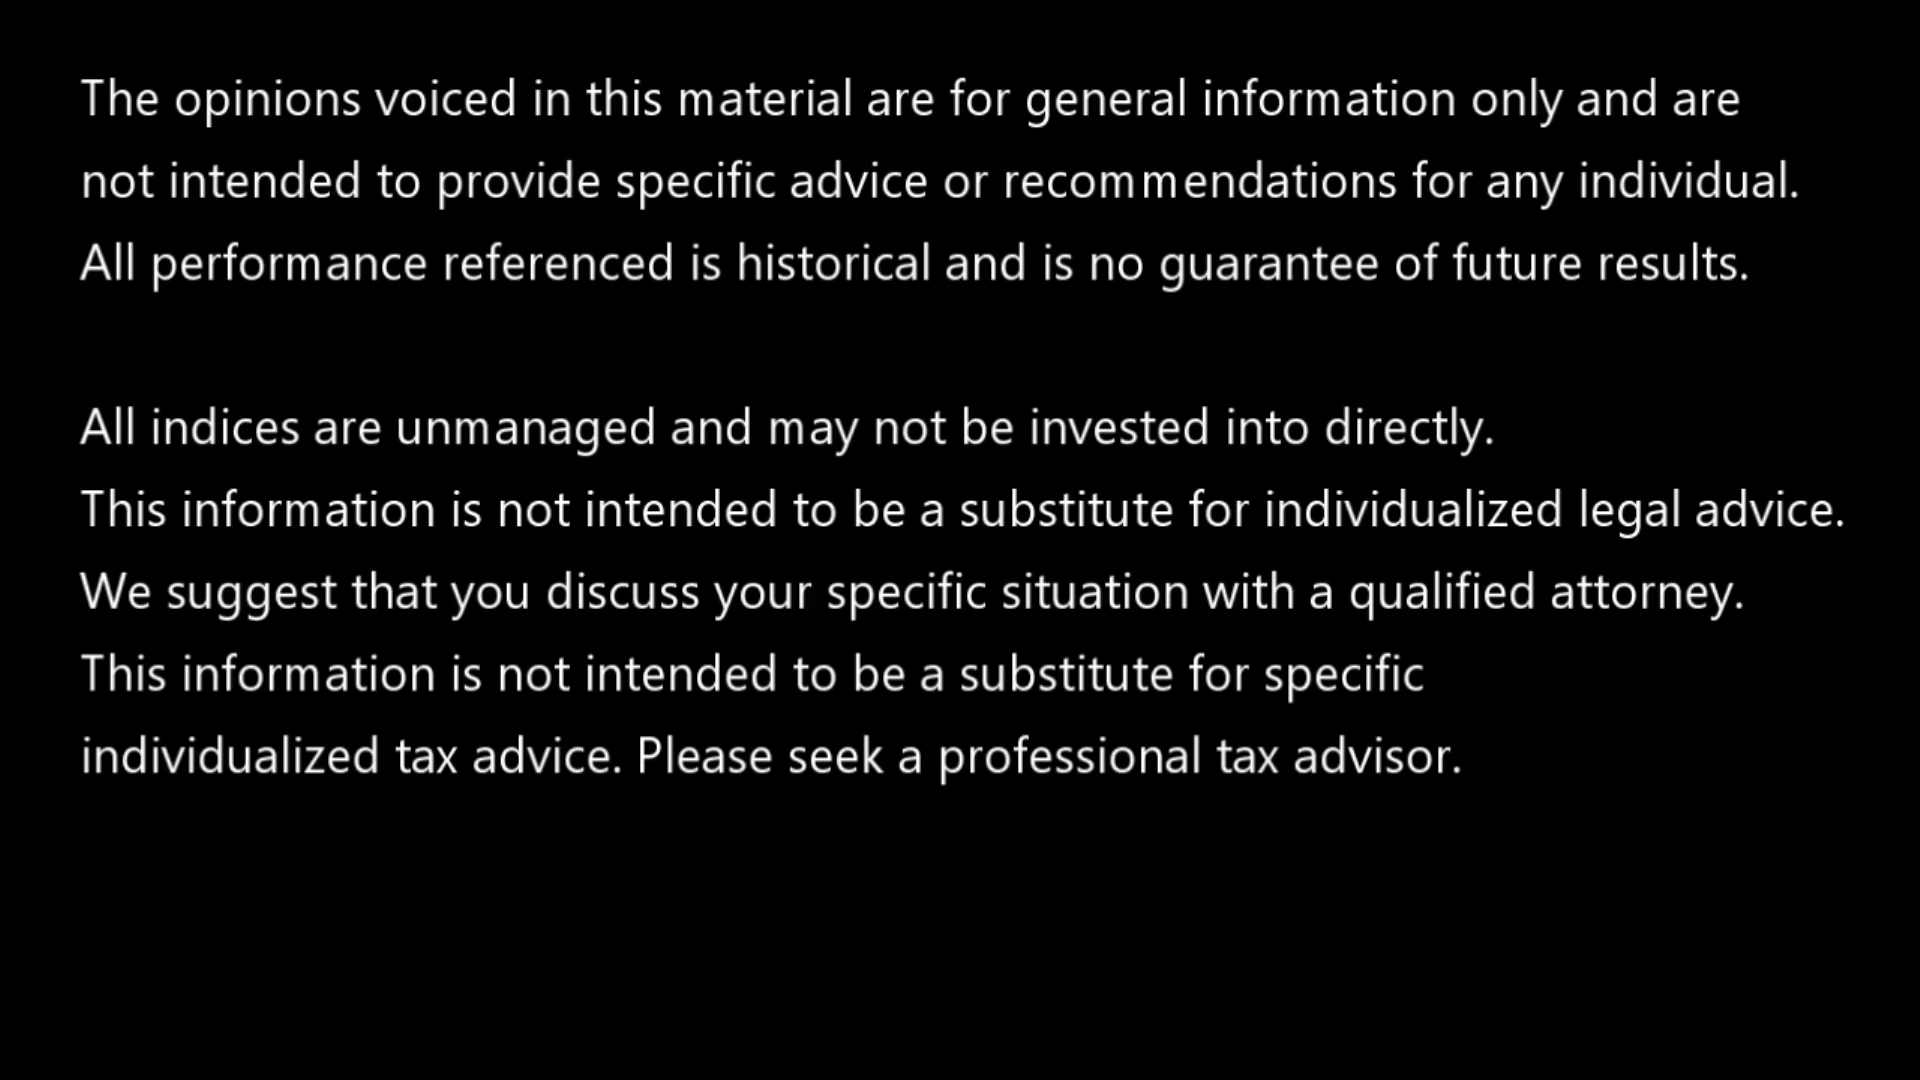 The opinions voiced in this material are for general information only and are
not intended to provide specific advice or recommendations for any individual.
All performance referenced is historical and is no guarantee of future results.
All indices are unmanaged and may not be invested into directly.
This information is not intended to be a substitute for individualized legal advice.
We suggest that you discuss your specific situation with a qualified attorney.
This information is not intended to be a substitute for specific
individualized tax advice. Please seek a professional tax advisor.